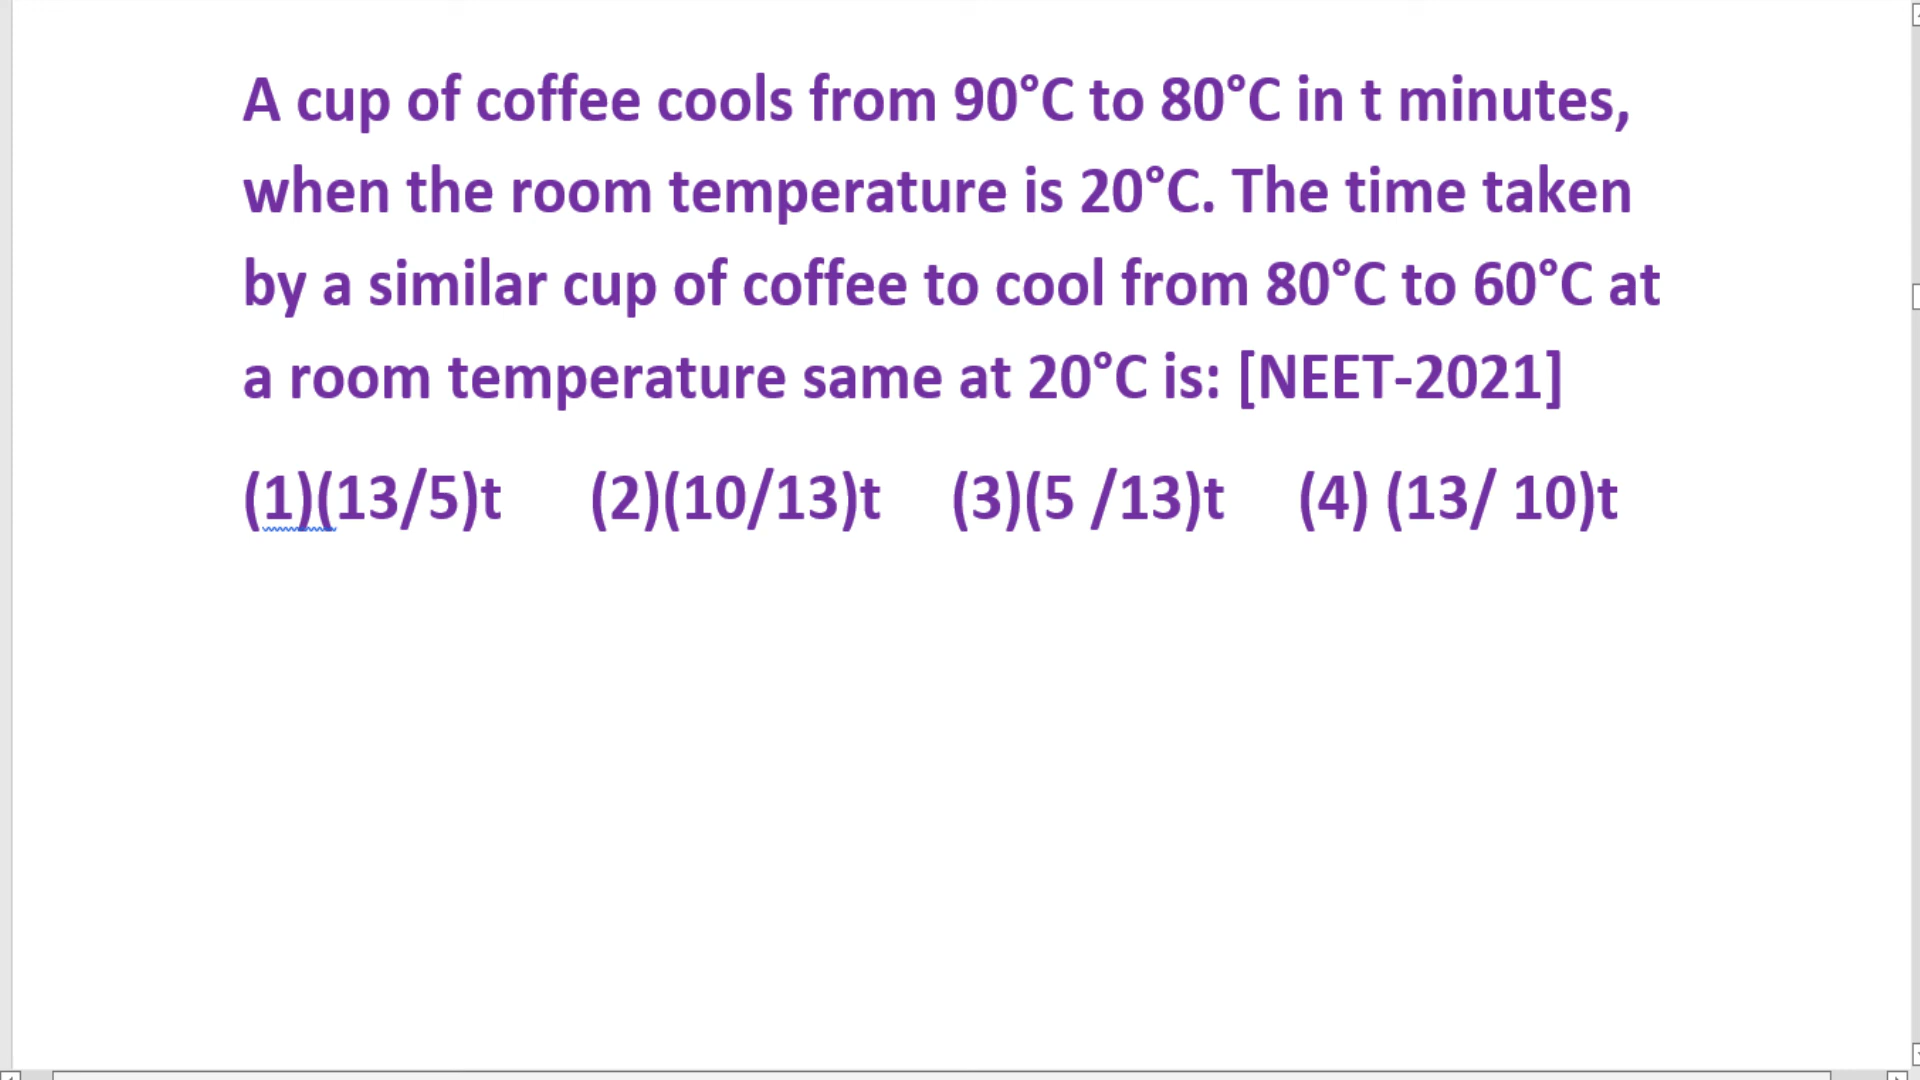 A cup of coffee cools from 90°C to 80°C in t minutes,
when the room temperature is 20°C. The time taken
by a similar cup of coffee to cool from 80°C to 60°C at
a room temperature same at 20°C is: [NEET-2021]
(1)(13/5)t (2)(10/13)t (3)(5 /13)t (4) (13/ 10)t